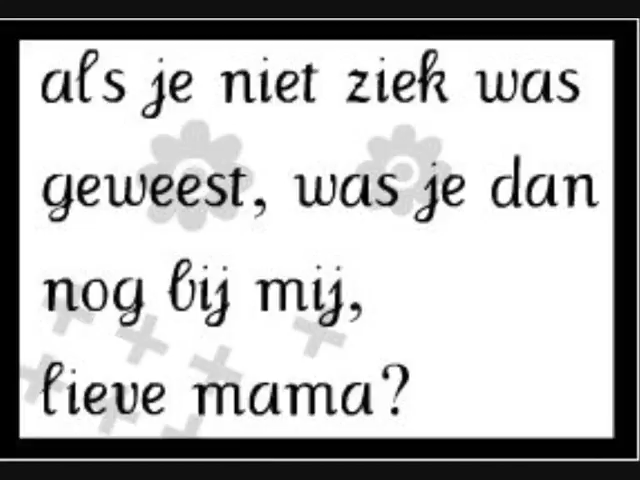 als je niet ziek was
geweest, was je dan
nog bij mij,
lieve mama?